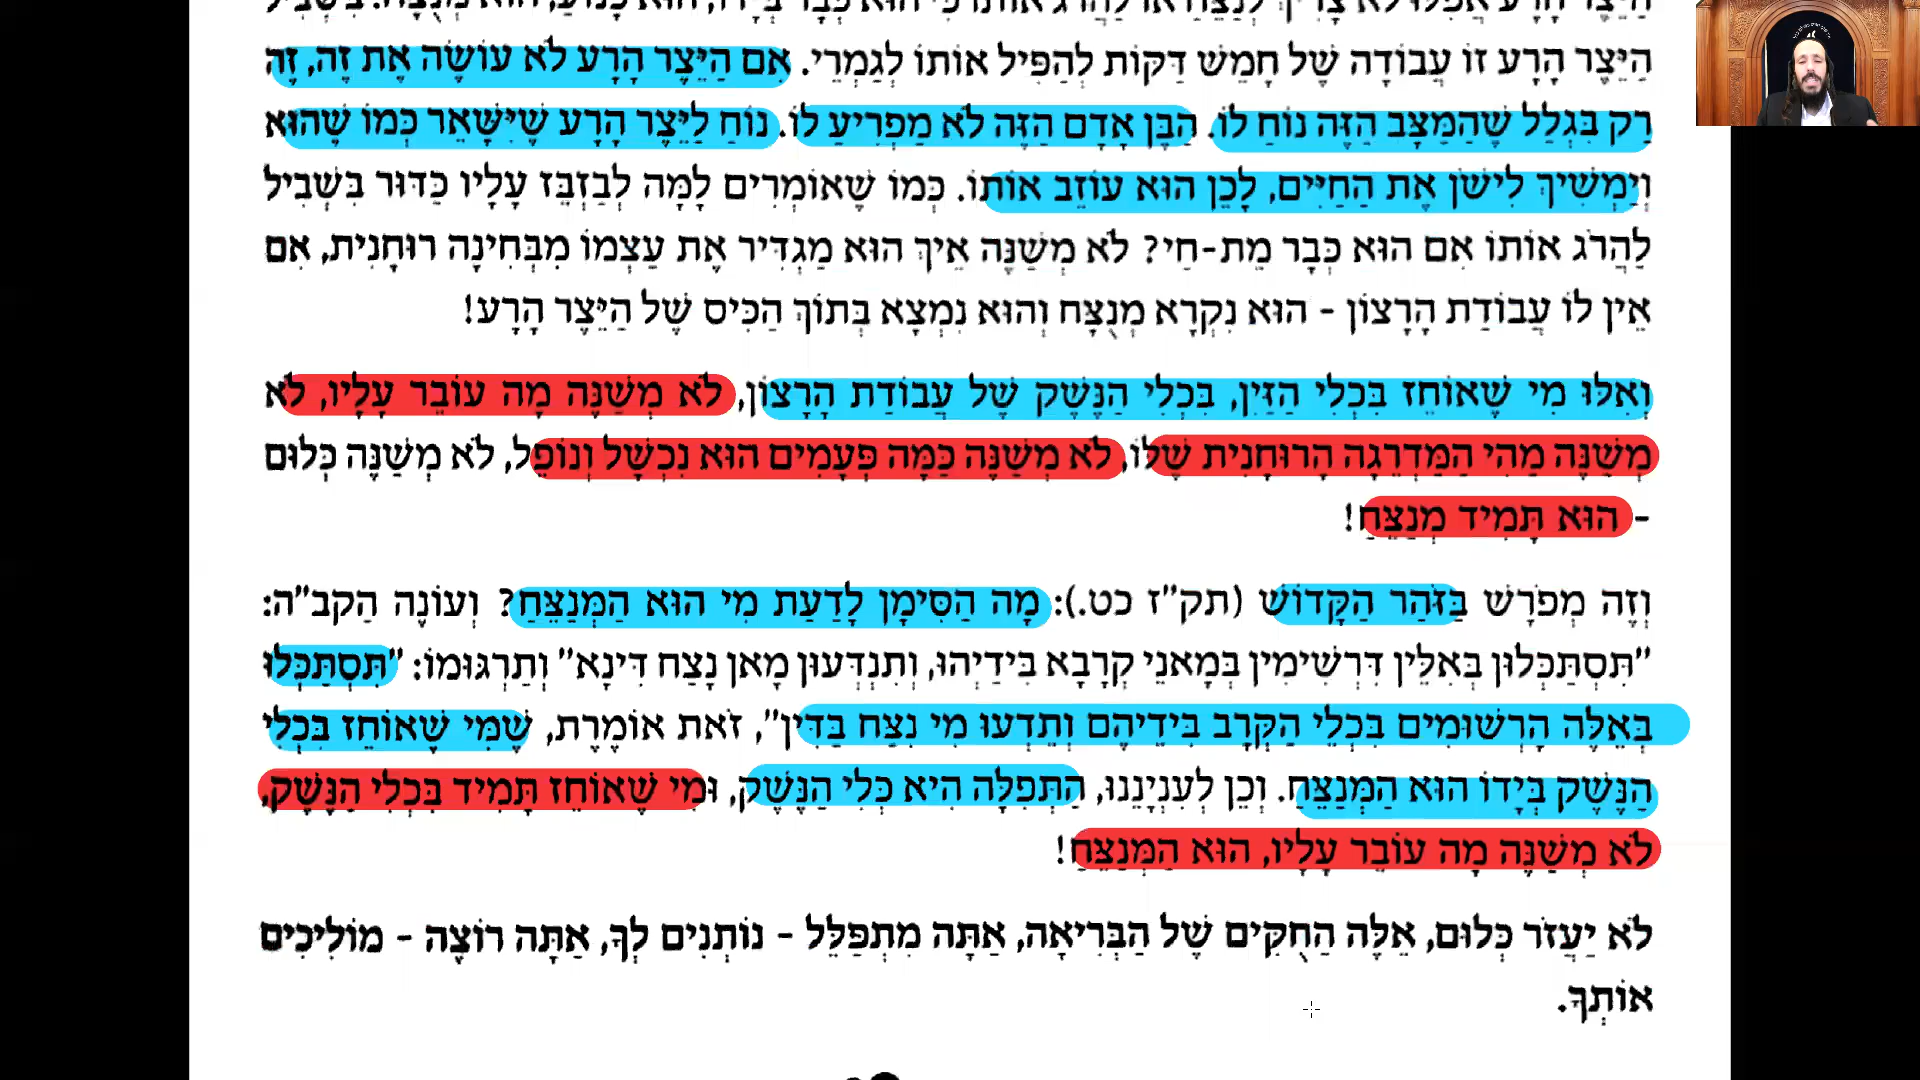 הַיֵּצֶר הָרַע זוֹ עֲבוֹדָה שֶׁל חָמֵשׁ דַּקּוֹת לְהַפִּיל אוֹתוֹ לְגַמְרֵי. אִם הַיֵּצֶר הָרָע לֹא עוֹשֶׂה אֶת זֶה, זֶה
רַק בִּגְלַל שֶׁהַמַּצָּב הַזֶּה נוֹחַ לוֹ. הַבֶּן אָדָם הַזֶּה לֹא מַפְרִיעַ לוֹ. נוֹחַ לַיֵּצֶר הָרָע שֶׁיִּשָּׁאֵר כְּמוֹ שֶׁהוּא
וְיַמְשִׁיךְ לִישֹׁן אֶת הַחַיִּים, לָכֵן הוּא עוֹזֵב אוֹתוֹ. כְּמוֹ שֶׁאוֹמְרִים לָמָּה לְבַזְבֵּז עָלָיו כַּדּוּר בִּשְׁבִיל
לַהֲרֹג אוֹתוֹ אִם הוּא כְּבָר מֵת-חַי? לֹא מְשַׁנֶּה אֵיךְ הוּא מַגְדִּיר אֶת עַצְמוֹ מִבְּחִינָה רוּחָנִית, אִם
אֵין לוֹ עֲבוֹדַת הָרָצוֹן - הוּא נִקְרָא מְנֻצָּח וְהוּא נִמְצָא בְּתוֹךְ הַכִּיס שֶׁל הַיֵּצֶר הָרָע!
וְאִלּוּ מִי שֶׁאוֹחֵז בִּכְלֵי הַזַּיִן, בִּכְלֵי הַנֶּשֶׁק שֶׁל עֲבוֹדַת הָרָצוֹן, לֹא מְשַׁנֶּה מָה עוֹבֵר עָלָיו, לֹא
מְשַׁנֶּה מַהִי הַמַּדְרֵגָה הָרוּחָנִית שֶׁלּוֹ, לֹא מְשַׁנֶּה כַּמָּה פְּעָמִים הוּא נִכְשָׁל וְנוֹפֵל, לֹא מְשַׁנֶּה כְּלוּם
- הוּא תָּמִיד מְנַצֵּחַ!
וְזֶה מְפֹרָשׁ בַּזֹּהַר הַקָּדוֹשׁ (תק"ז כט.): מָה הַסִּימָן לָדַעַת מִי הוּא הַמְּנַצֵּחַ? וְעוֹנֶה הַקב"ה:
"תִּסְתַּכְּלוּן בְּאִלֵּין דִּרְשִׁימִין בְּמָאנֵי קְרָבָא בִּידַיְהוּ, וְתִנְדְּעוּן מָאן נָצַח דִּינָא" וְתַרְגּוּמוֹ: "תִּסְתַּכְּלוּ
בְּאֵלֶּה הָרְשׁוּמִים בִּכְלֵי הַקְּרָב בִּידֵיהֶם וְתֵדְעוּ מִי נִצַּח בַּדִּין", זֹאת אוֹמֶרֶת, שֶׁמִּי שֶׁאוֹחֵז בִּכְלִי
הַנֶּשֶׁק בְּיָדוֹ הוּא הַמְּנַצֵּחַ. וְכֵן לְעִנְיָנֵנוּ, הַתְּפִלָּה הִיא כְּלִי הַנֶּשֶׁק, וּמִי שֶׁאוֹחֵז תָּמִיד בִּכְלִי הַנֶּשֶׁק,
לֹא מְשַׁנֶּה מָה עוֹבֵר עָלָיו, הוּא הַמְּנַצֵּחַ!
לֹא יַעֲזֹר כְּלוּם, אֵלֶּה הַחֻקִּים שֶׁל הַבְּרִיאָה, אַתָּה מִתְפַּלֵּל - נוֹתְנִים לְךָ, אַתָּה רוֹצֶה - מוֹלִיכִים
אוֹתְךָ.